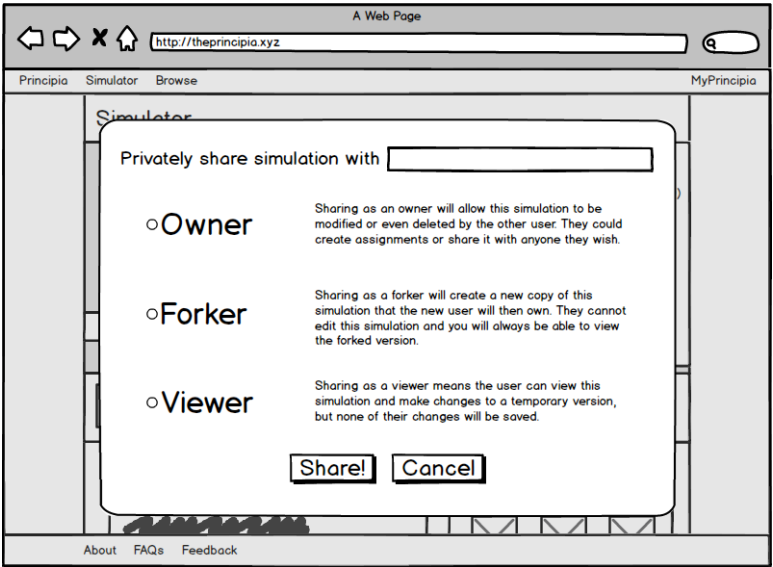 A Web Page
http://theprincipia.xyz
Principia Simulator Browse MyPrincipia
Simulator
Privately share simulation with
Owner
Sharing as an owner will allow this simulation to be
modified or even deleted by the other user. They could
create assignments or share it with anyone they wish.
Forker
Sharing as a forker will create a new copy of this
simulation that the new user will then own. They cannot
edit this simulation and you will always be able to view
the forked version.
Viewer
Sharing as a viewer means the user can view this
simulation and make changes to a temporary version,
but none of their changes will be saved.
Share! Cancel
About FAQs Feedback